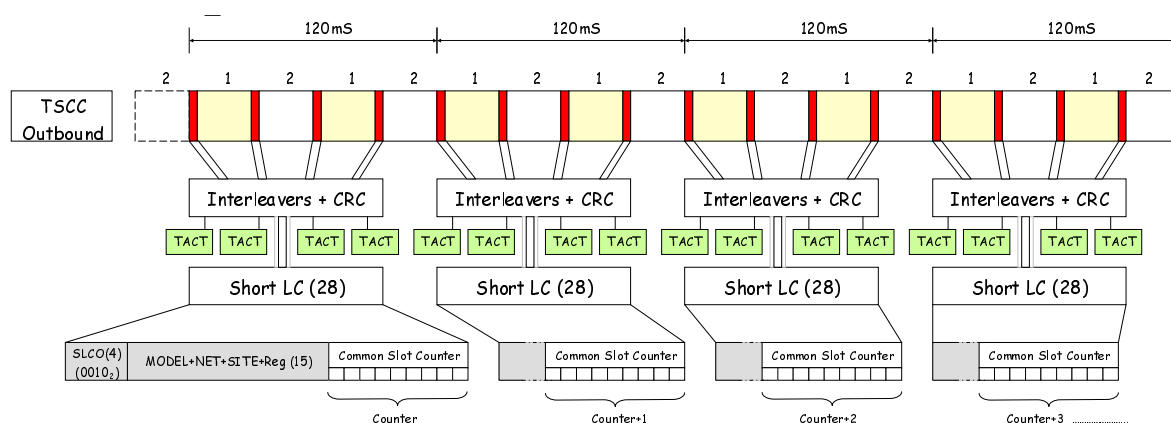 120mS 120mS 120mS 120mS
2 1 2 1 2 1 2 1 2 1 2 1 2 1 2 1 2
TSCC
Outbound
Interleavers + CRC Interleavers + CRC Interleavers + CRC Interleavers + CRC
TACT TACT TACT TACT TACT TACT TACT TACT TACT TACT TACT TACT TACT TACT TACT TACT
Short LC (28) Short LC (28) Short LC (28) Short LC (28)
SLCO(4)
(0010₂)
MODEL+NET+SITE+Reg (15)
Common Slot Counter Common Slot Counter Common Slot Counter Common Slot Counter
Counter Counter+1 Counter+2 Counter+3 ...................